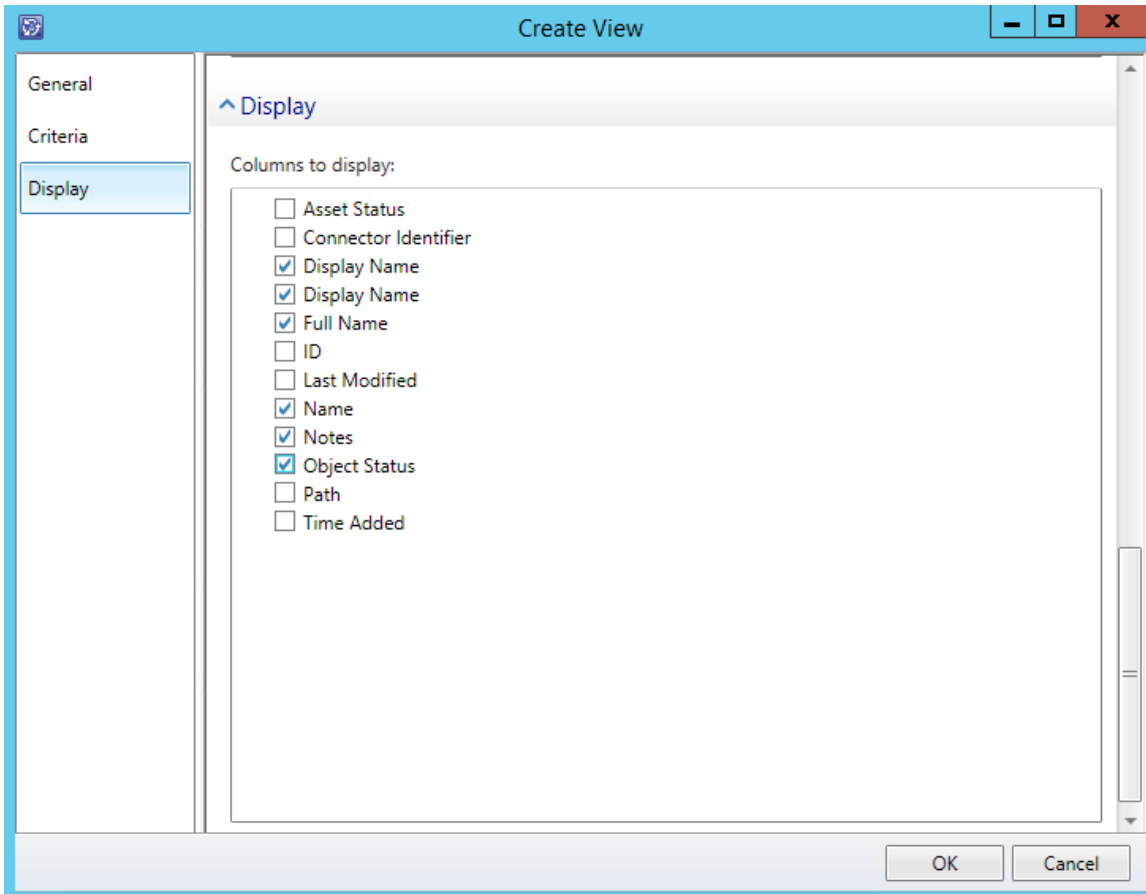 Create View
General
Criteria
Display
Display
Columns to display:
Asset Status
Connector Identifier
Display Name
Display Name
Full Name
ID
Last Modified
Name
Notes
Object Status
Path
Time Added
OK
Cancel